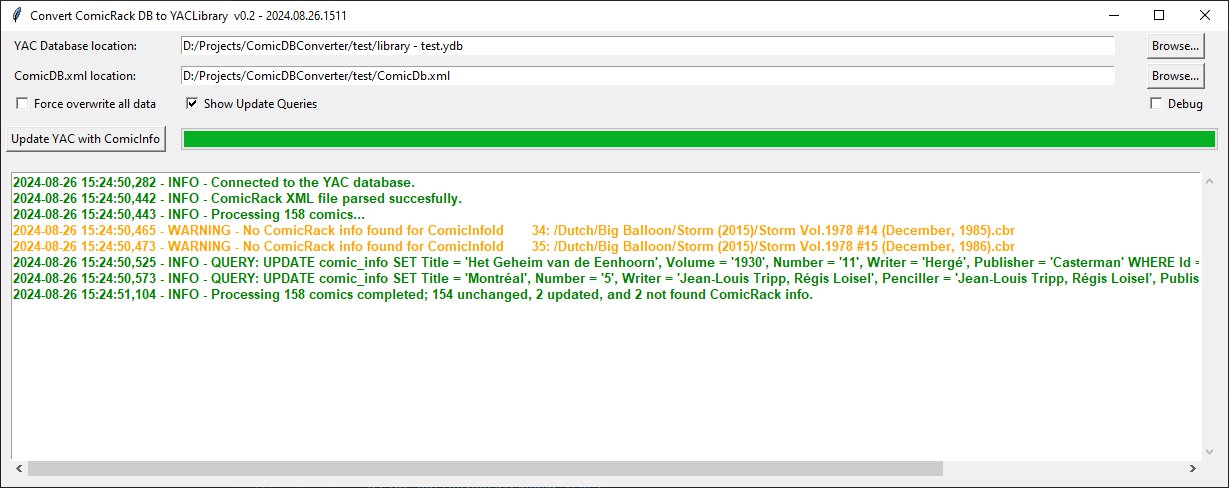 Convert ComicRack DB to YACLibrary v0.2 - 2024.08.26.1511
YAC Database location: D:/Projects/ComicDBConverter/test/library - test.ydb Browse...
ComicDB.xml location: D:/Projects/ComicDBConverter/test/ComicDb.xml Browse...
Force overwrite all data Show Update Queries Debug
Update YAC with ComicInfo
2024-08-26 15:24:50,282 - INFO - Connected to the YAC database.
2024-08-26 15:24:50,442 - INFO - ComicRack XML file parsed succesfully.
2024-08-26 15:24:50,443 - INFO - Processing 158 comics...
2024-08-26 15:24:50,465 - WARNING - No ComicRack info found for ComicInfoId 34: /Dutch/Big Balloon/Storm (2015)/Storm Vol.1978 #14 (December, 1985).cbr
2024-08-26 15:24:50,473 - WARNING - No ComicRack info found for ComicInfoId 35: /Dutch/Big Balloon/Storm (2015)/Storm Vol.1978 #15 (December, 1986).cbr
2024-08-26 15:24:50,525 - INFO - QUERY: UPDATE comic_info SET Title = 'Het Geheim van de Eenhoorn', Volume = '1930', Number = '11', Writer = 'Hergé', Publisher = 'Casterman' WHERE Id =
2024-08-26 15:24:50,573 - INFO - QUERY: UPDATE comic_info SET Title = 'Montréal', Number = '5', Writer = 'Jean-Louis Tripp, Régis Loisel', Penciller = 'Jean-Louis Tripp, Régis Loisel', Publis
2024-08-26 15:24:51,104 - INFO - Processing 158 comics completed; 154 unchanged, 2 updated, and 2 not found ComicRack info.